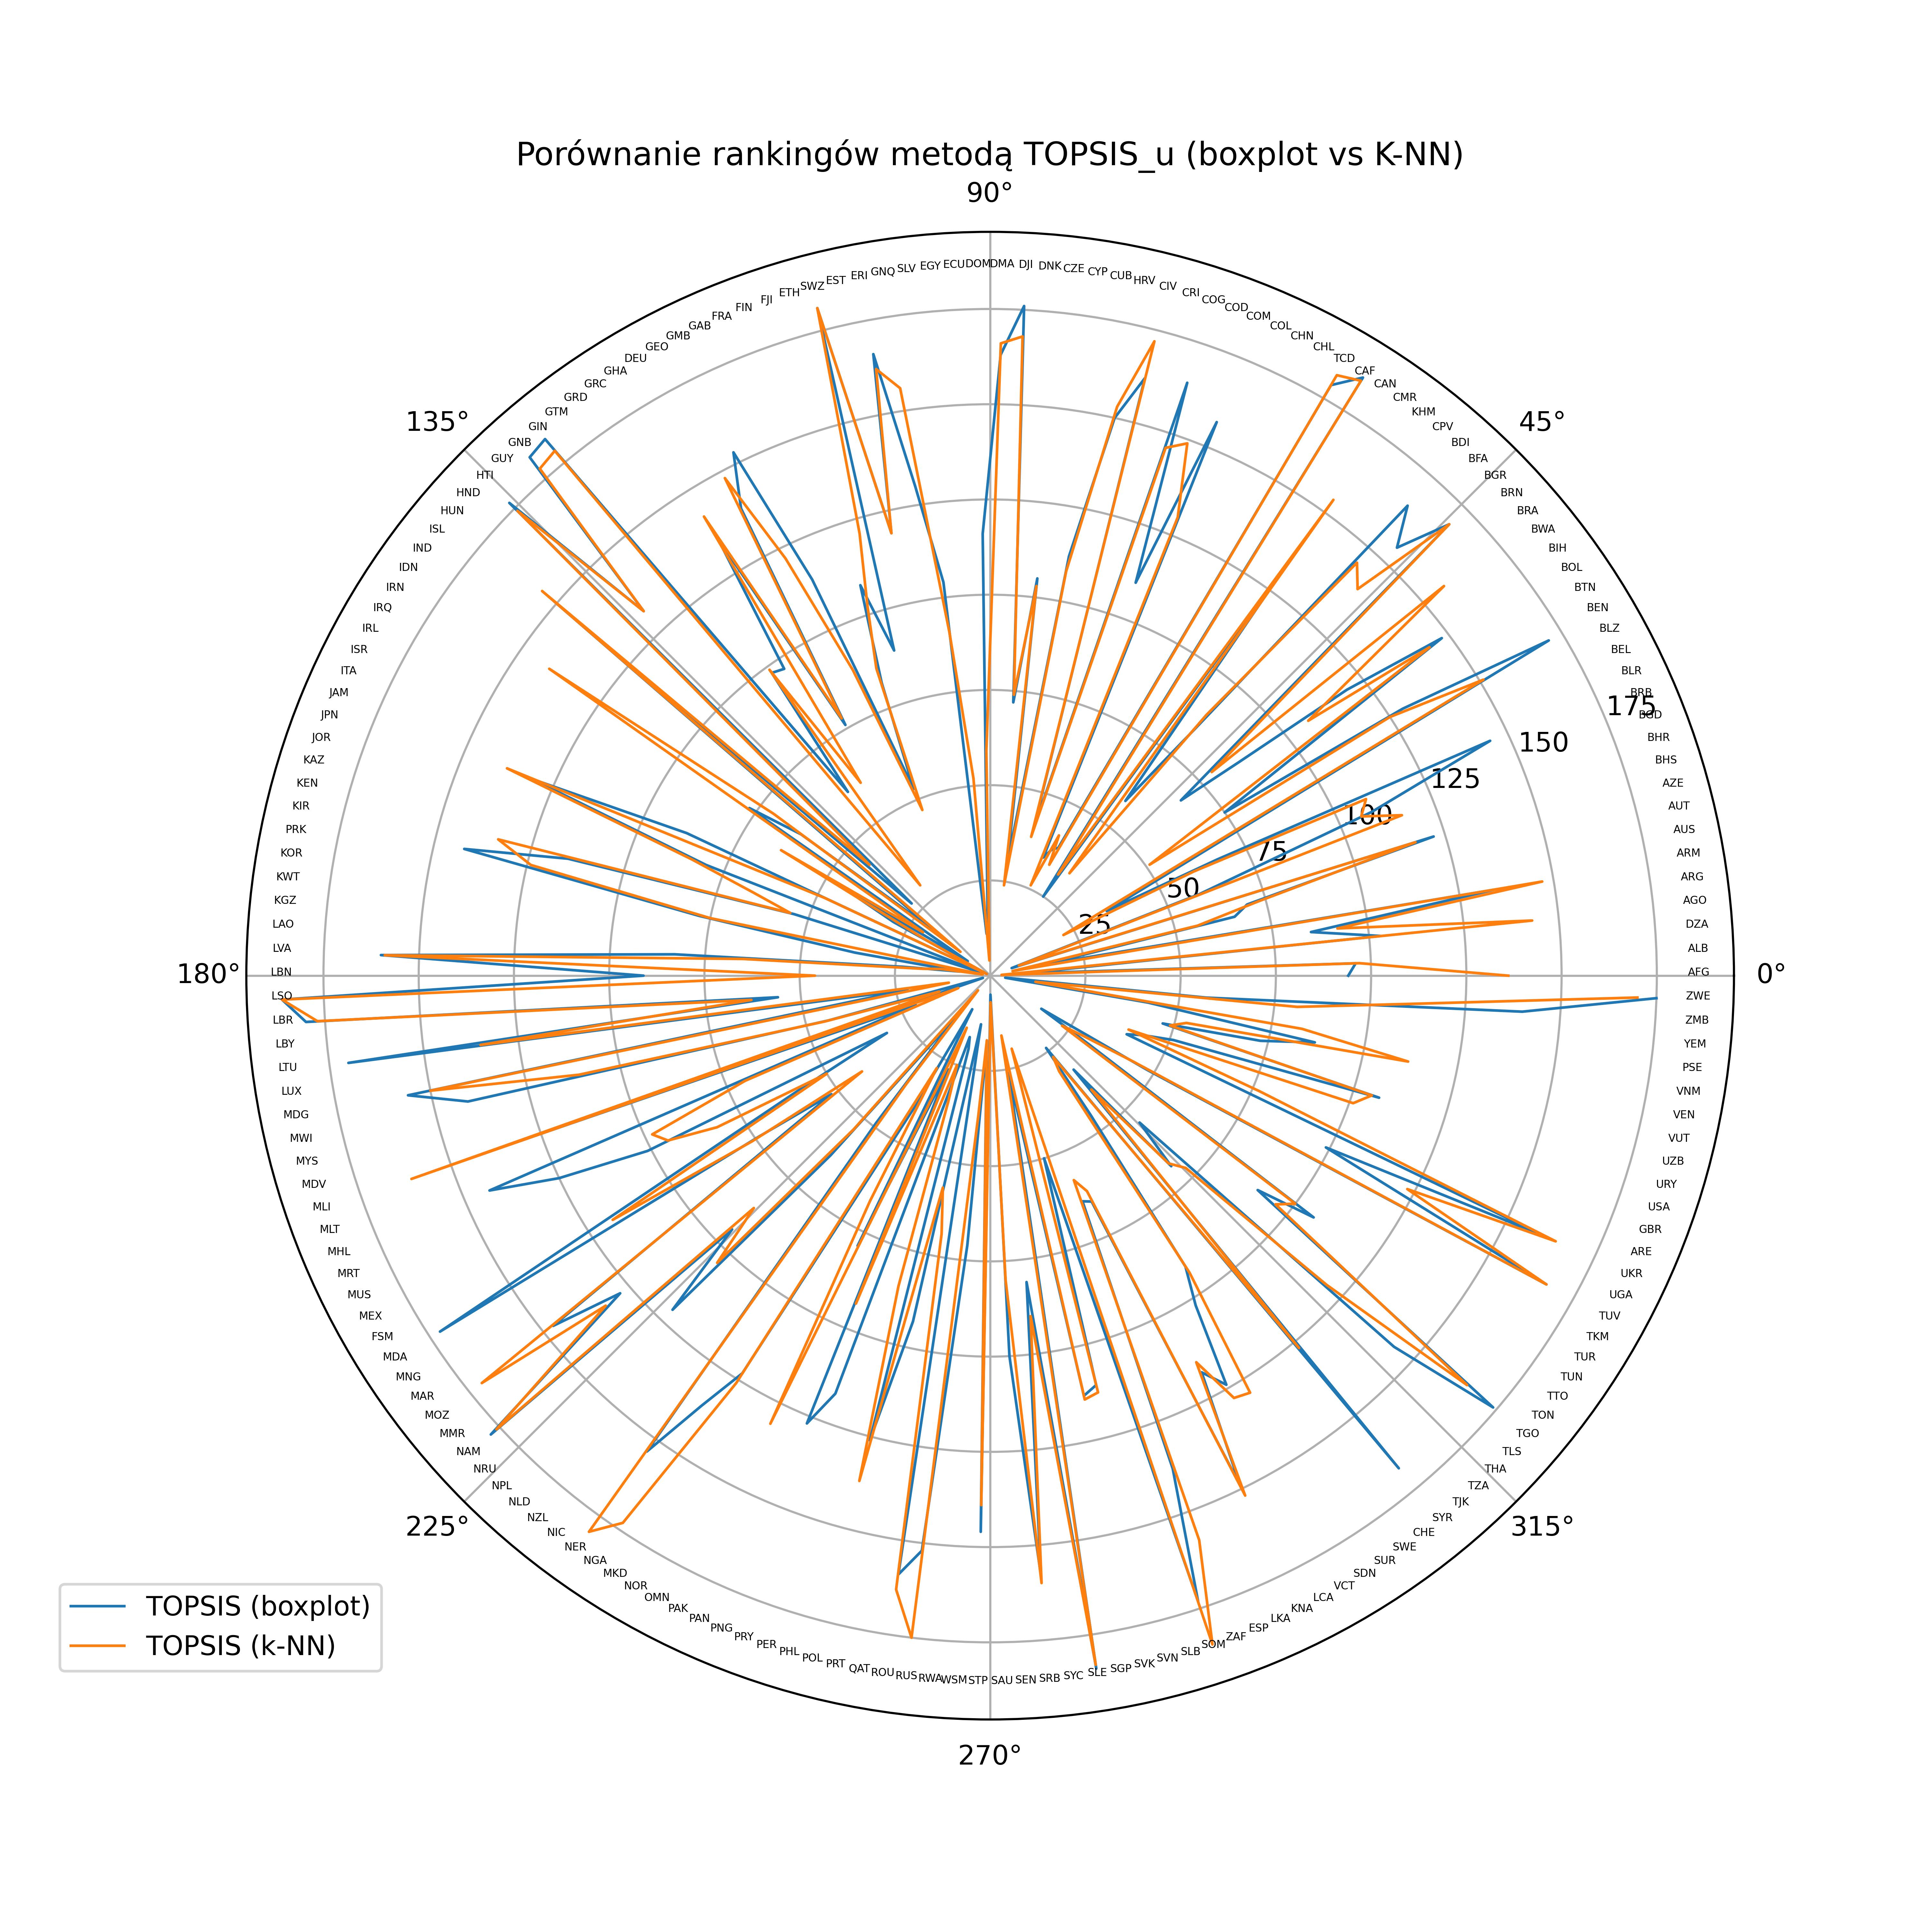 Porównanie rankingów metodą TOPSIS_u (boxplot vs K-NN)
90°
45°
0°
315°
270°
225°
180°
135°
25
50
75
100
125
150
175
AFG
ALB
DZA
AGO
ARG
ARM
AUS
AUT
AZE
BHS
BHR
BGD
BRB
BLR
BEL
BLZ
BEN
BTN
BOL
BIH
BWA
BRA
BRN
BGR
BFA
BDI
CPV
KHM
CMR
CAN
CAF
TCD
CHL
CHN
COL
COM
COD
COG
CRI
CIV
HRV
CUB
CYP
CZE
DNK
DJI
DMA
DOM
ECU
EGY
SLV
GNQ
ERI
EST
SWZ
ETH
FJI
FIN
FRA
GAB
GMB
GEO
DEU
GHA
GRC
GRD
GTM
GIN
GNB
GUY
HTI
HND
HUN
ISL
IND
IDN
IRN
IRQ
IRL
ISR
ITA
JAM
JPN
JOR
KAZ
KEN
KIR
PRK
KOR
KWT
KGZ
LAO
LVA
LBN
LSO
LBR
LBY
LTU
LUX
MDG
MWI
MYS
MDV
MLI
MLT
MHL
MRT
MUS
MEX
FSM
MDA
MNG
MAR
MOZ
MMR
NAM
NRU
NPL
NLD
NZL
NIC
NER
NGA
MKD
NOR
OMN
PAK
PAN
PNG
PRY
PER
PHL
POL
PRT
QAT
ROU
RUS
RWA
WSM
STP
SAU
SEN
SRB
SYC
SLE
SGP
SVK
SVN
SLB
SOM
ZAF
ESP
LKA
KNA
LCA
VCT
SDN
SUR
SWE
CHE
SYR
TJK
TZA
THA
TLS
TGO
TON
TTO
TUN
TUR
TKM
TUV
UGA
UKR
ARE
GBR
USA
URY
UZB
VUT
VEN
VNM
PSE
YEM
ZMB
ZWE
TOPSIS (boxplot)
TOPSIS (k-NN)